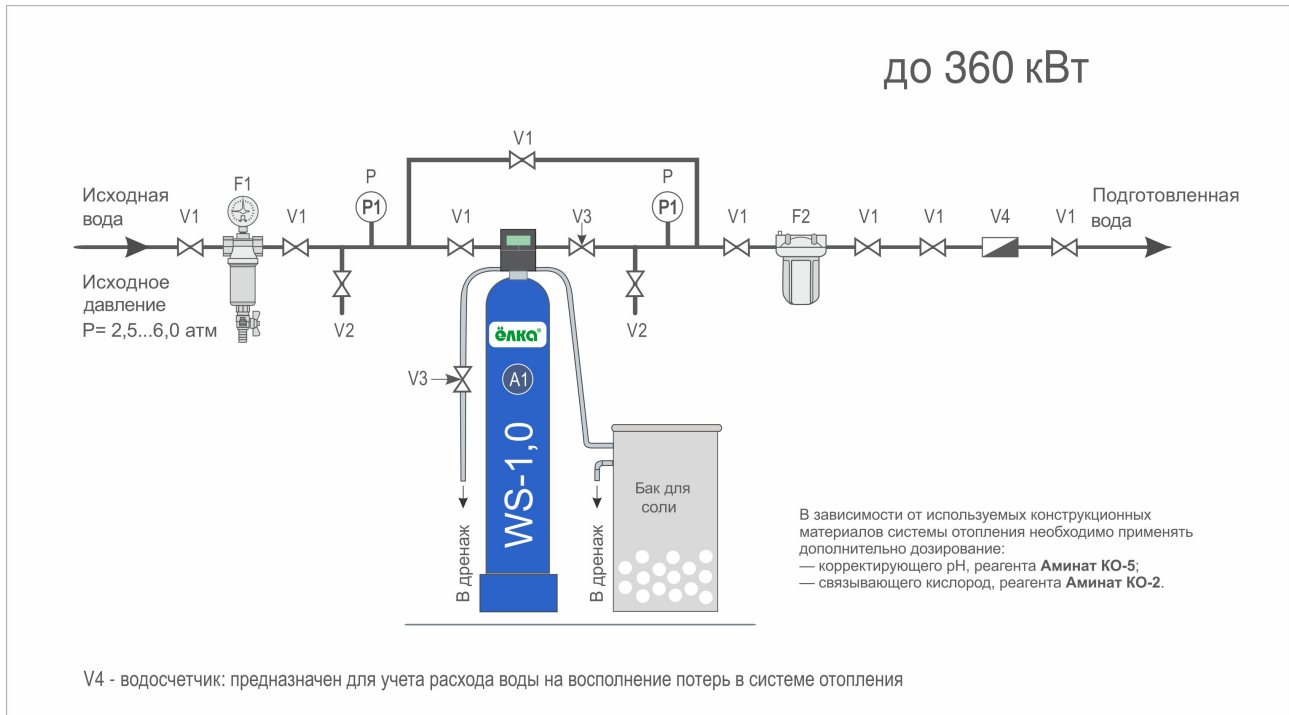 до 360 кВт
V1
Исходная
вода
F1
P
P
Подготовленная
вода
V1
V1
P1
V1
V3
P1
V1
F2
V1
V1
V4
V1
Исходное
давление
P= 2,5...6,0 атм
V2
V2
ёлка®
V3
A1
WS-1,0
Бак для
соли
В дренаж
В дренаж
В зависимости от используемых конструкционных
материалов системы отопления необходимо применять
дополнительно дозирование:
— корректирующего pH, реагента Аминат КО-5;
— связывающего кислород, реагента Аминат КО-2.
V4 - водосчетчик: предназначен для учета расхода воды на восполнение потерь в системе отопления